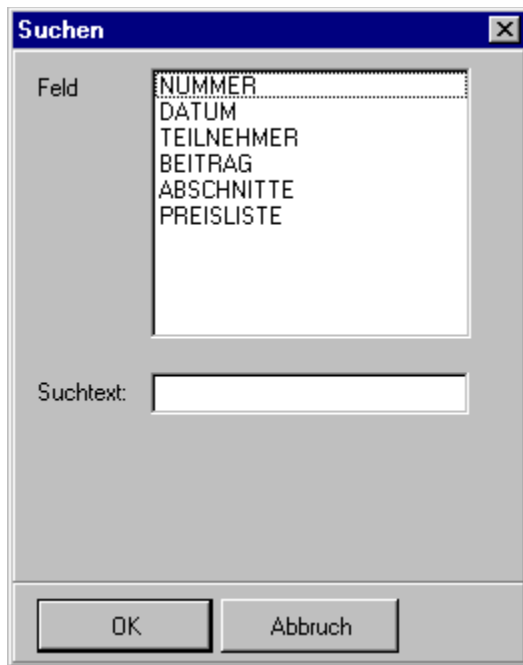 Suchen
Feld
NUMMER
DATUM
TEILNEHMER
BEITRAG
ABSCHNITTE
PREISLISTE
Suchtext:
OK
Abbruch